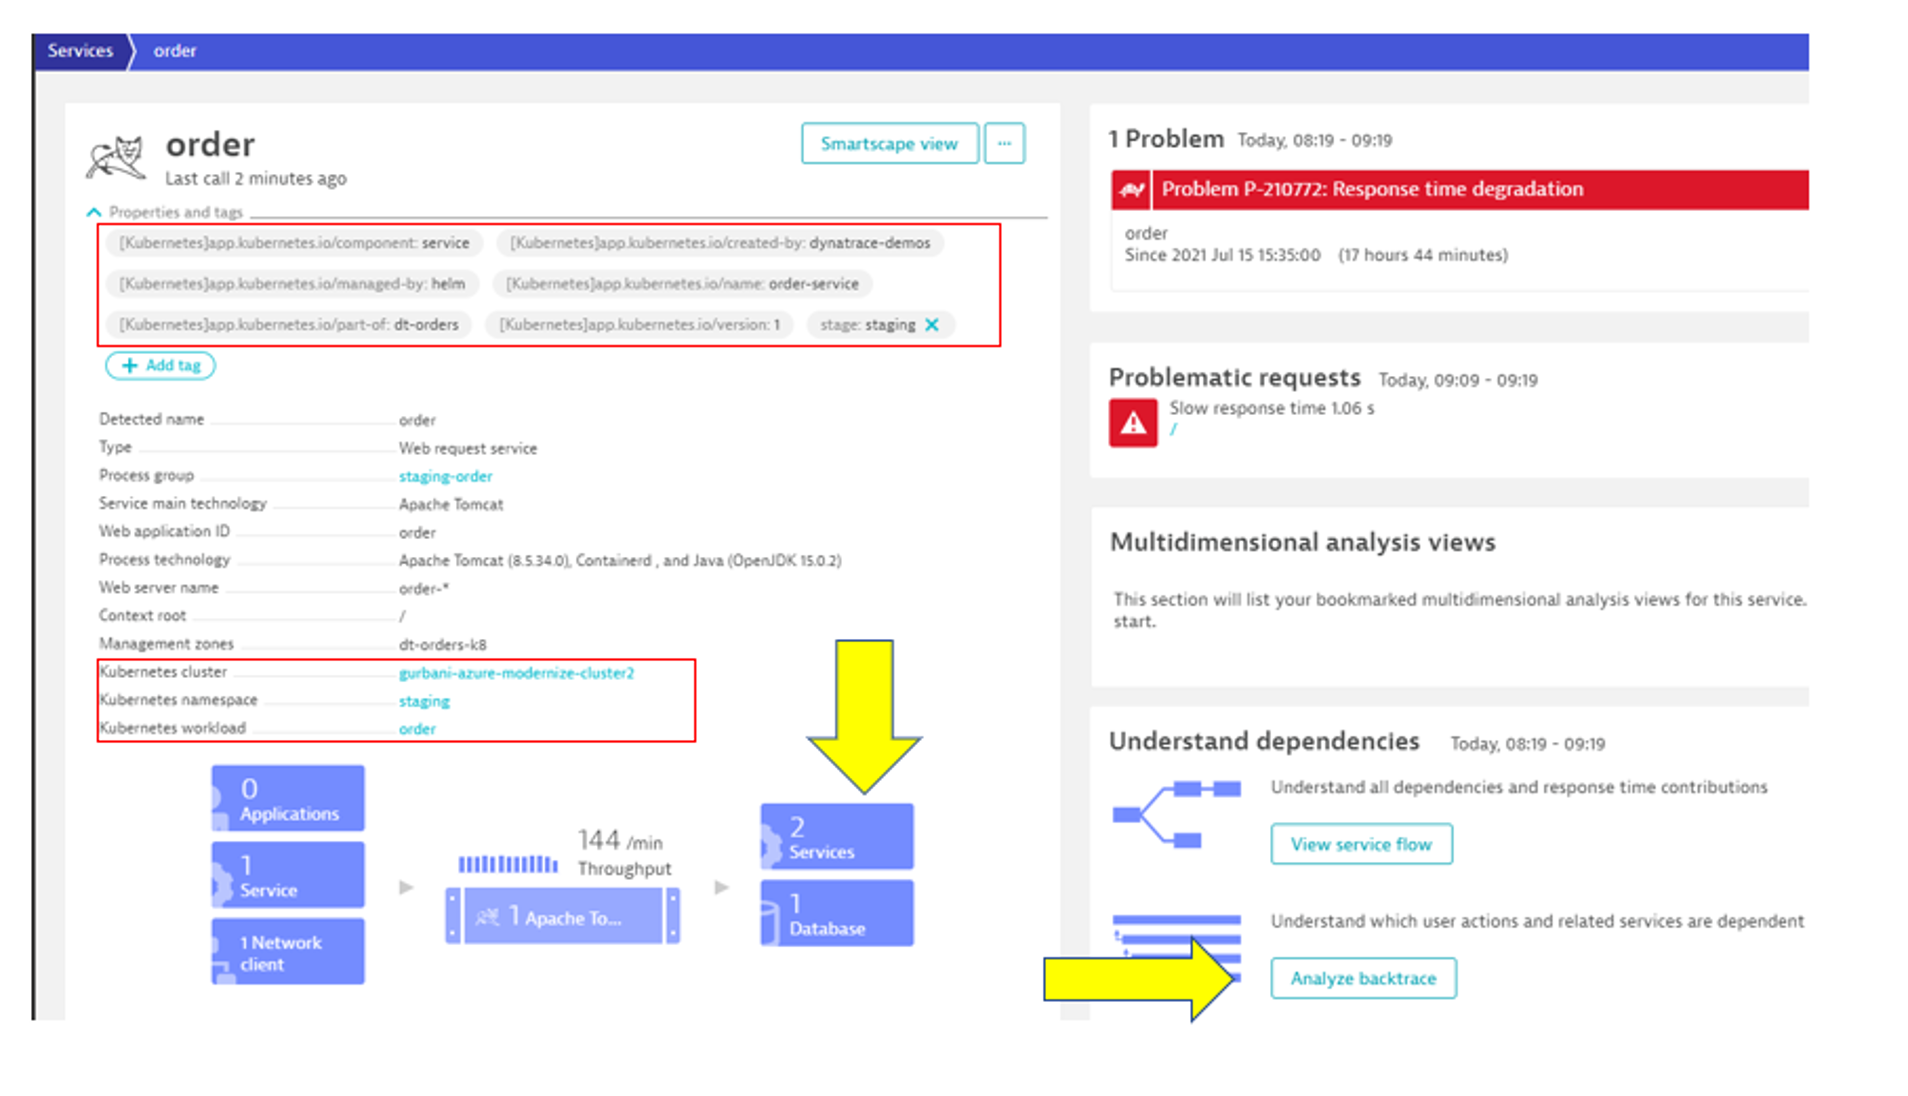 Services order
order
Last call 2 minutes ago
Smartscape view ...
Properties and tags
[Kubernetes]app.kubernetes.io/component: service [Kubernetes]app.kubernetes.io/created-by: dynatrace-demos
[Kubernetes]app.kubernetes.io/managed-by: helm [Kubernetes]app.kubernetes.io/name: order-service
[Kubernetes]app.kubernetes.io/part-of: dt-orders [Kubernetes]app.kubernetes.io/version: 1 stage: staging ✕
+ Add tag
Detected name order
Type Web request service
Process group staging-order
Service main technology Apache Tomcat
Web application ID order
Process technology Apache Tomcat (8.5.34.0), Containerd , and Java (OpenJDK 15.0.2)
Web server name order-*
Context root /
Management zones dt-orders-k8
Kubernetes cluster gurbani-azure-modernize-cluster2
Kubernetes namespace staging
Kubernetes workload order
0
Applications
1
Service
1 Network
client
144 /min
Throughput
1 Apache To...
2
Services
1
Database
1 Problem Today, 08:19 - 09:19
Problem P-210772: Response time degradation
order
Since 2021 Jul 15 15:35:00 (17 hours 44 minutes)
Problematic requests Today, 09:09 - 09:19
Slow response time 1.06 s
/
Multidimensional analysis views
This section will list your bookmarked multidimensional analysis views for this service.
start.
Understand dependencies Today, 08:19 - 09:19
Understand all dependencies and response time contributions
View service flow
Understand which user actions and related services are dependent
Analyze backtrace